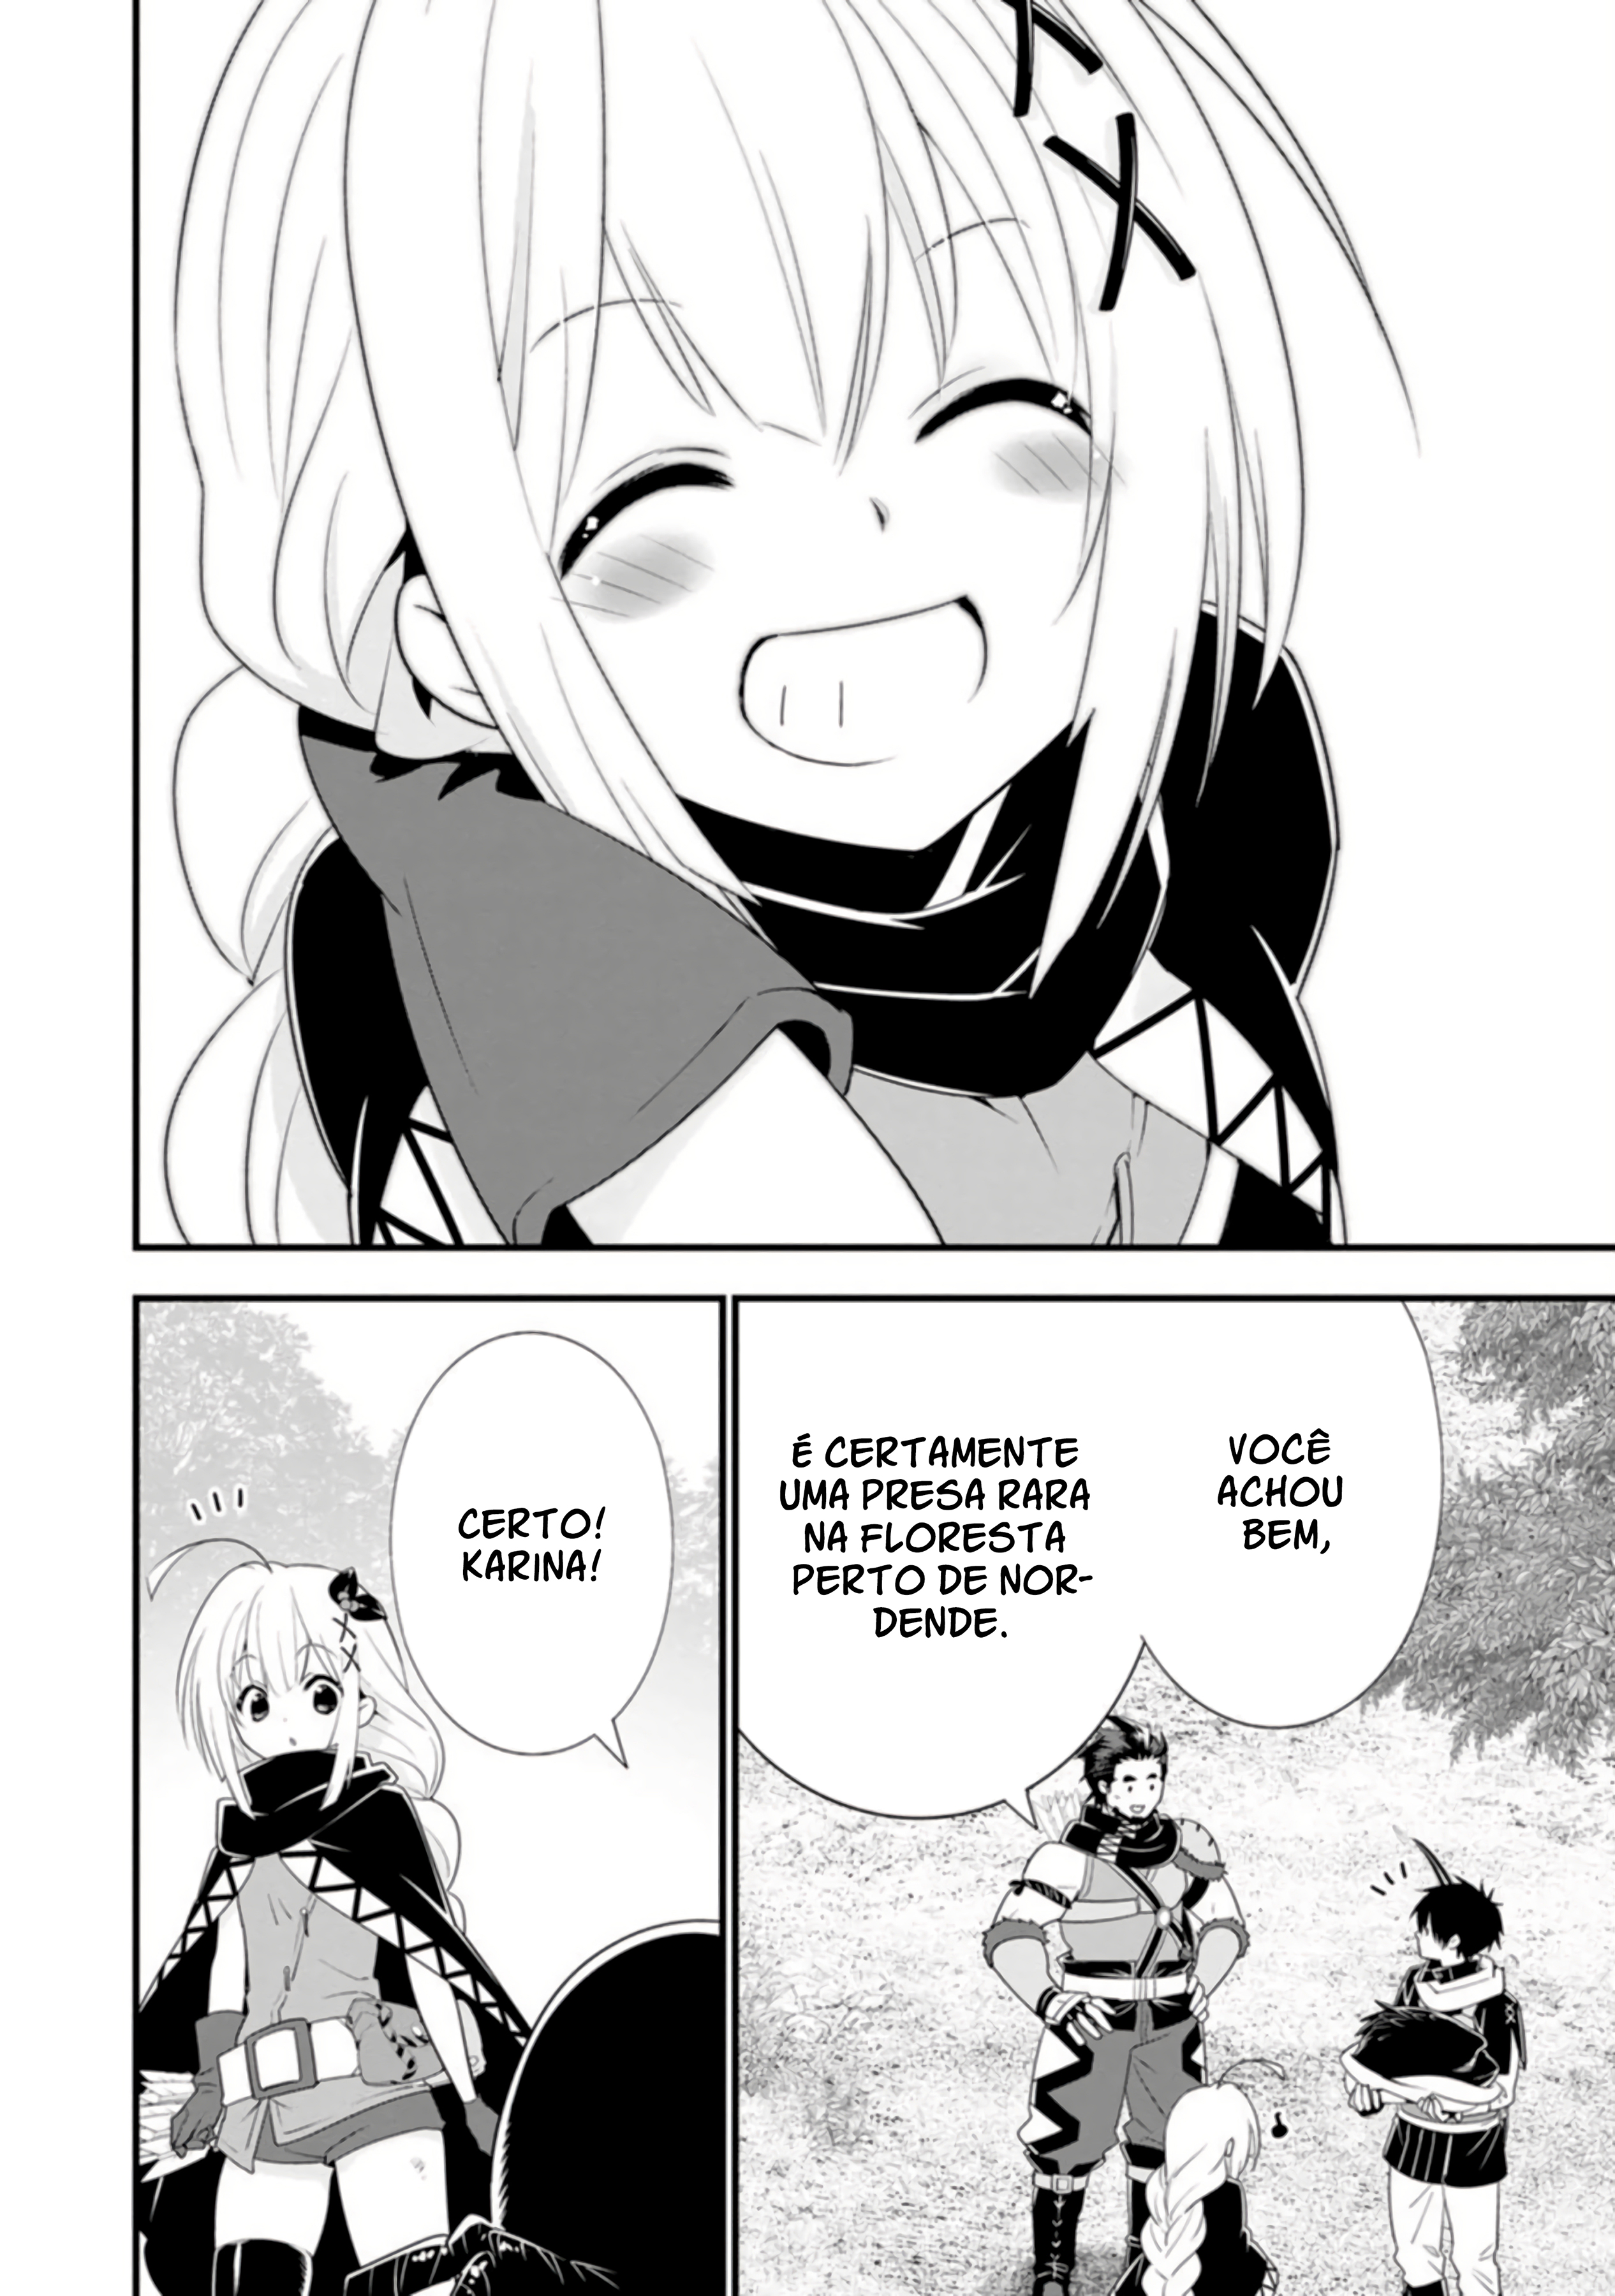 VOCÊ
ACHOU
BEM,
É CERTAMENTE
UMA PRESA RARA
NA FLORESTA
PERTO DE NOR-
DENDE.
CERTO!
KARINA!